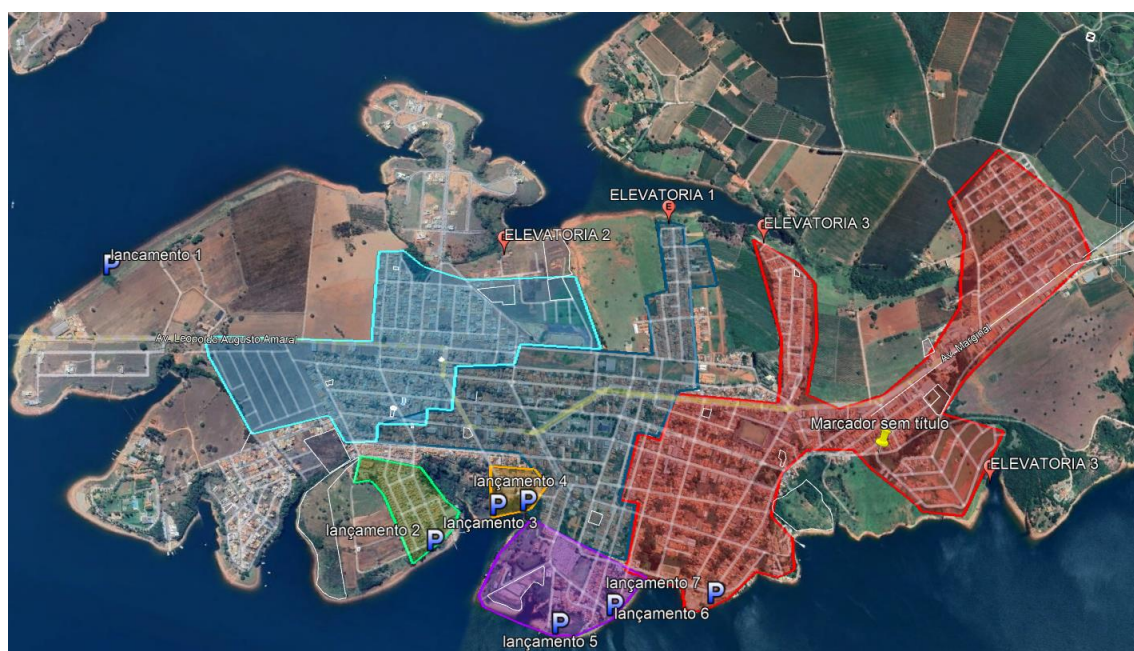 ELEVATORIA 1
ELEVATORIA 2
ELEVATORIA 3
lançamento 1
Av. Leopoldo Augusto Amaral
Av. Marginal
Marcador sem título
ELEVATORIA 3
lançamento 4
lançamento 3
lançamento 2
lançamento 7
lançamento 6
lançamento 5